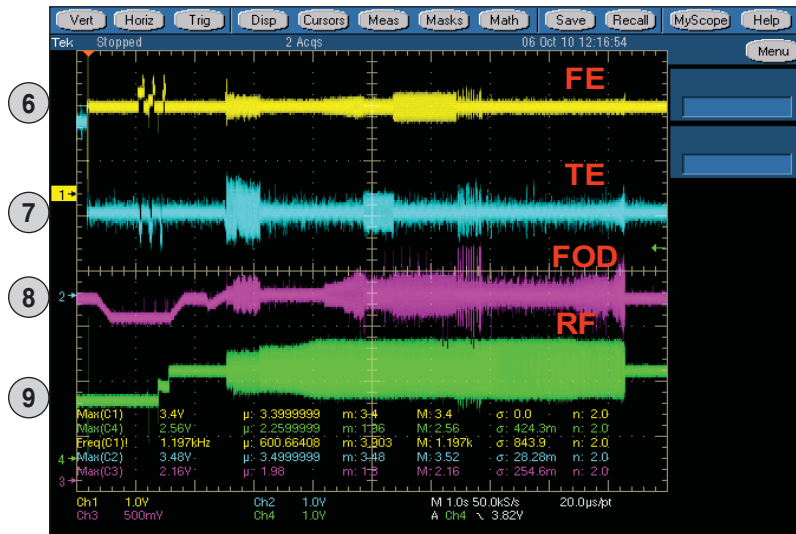 Vert Horiz Trig Disp Cursors Meas Masks Math Save Recall MyScope Help
Tek Stopped 2 Acqs 06 Oct 10 12:16:54
Menu
FE
6
TE
1
7
FOD
8
2
RF
9
Max(C1) 3.4V μ: 3.3999999 m: 3.4 M: 3.4 σ: 0.0 n: 2.0
Max(C4) 2.56V μ: 2.2599999 m: 1.96 M: 2.56 σ: 424.3m n: 2.0
Freq(C1)! 1.197kHz μ: 600.66408 m: 3.903 M: 1.197k σ: 843.9 n: 2.0
Max(C2) 3.48V μ: 3.4999999 m: 3.48 M: 3.52 σ: 28.28m n: 2.0
4
Max(C3) 2.16V μ: 1.98 m: 1.8 M: 2.16 σ: 254.6m n: 2.0
3
Ch1 1.0V Ch2 1.0V M 1.0s 50.0kS/s 20.0μs/pt
Ch3 500mV Ch4 1.0V A Ch4 3.82V